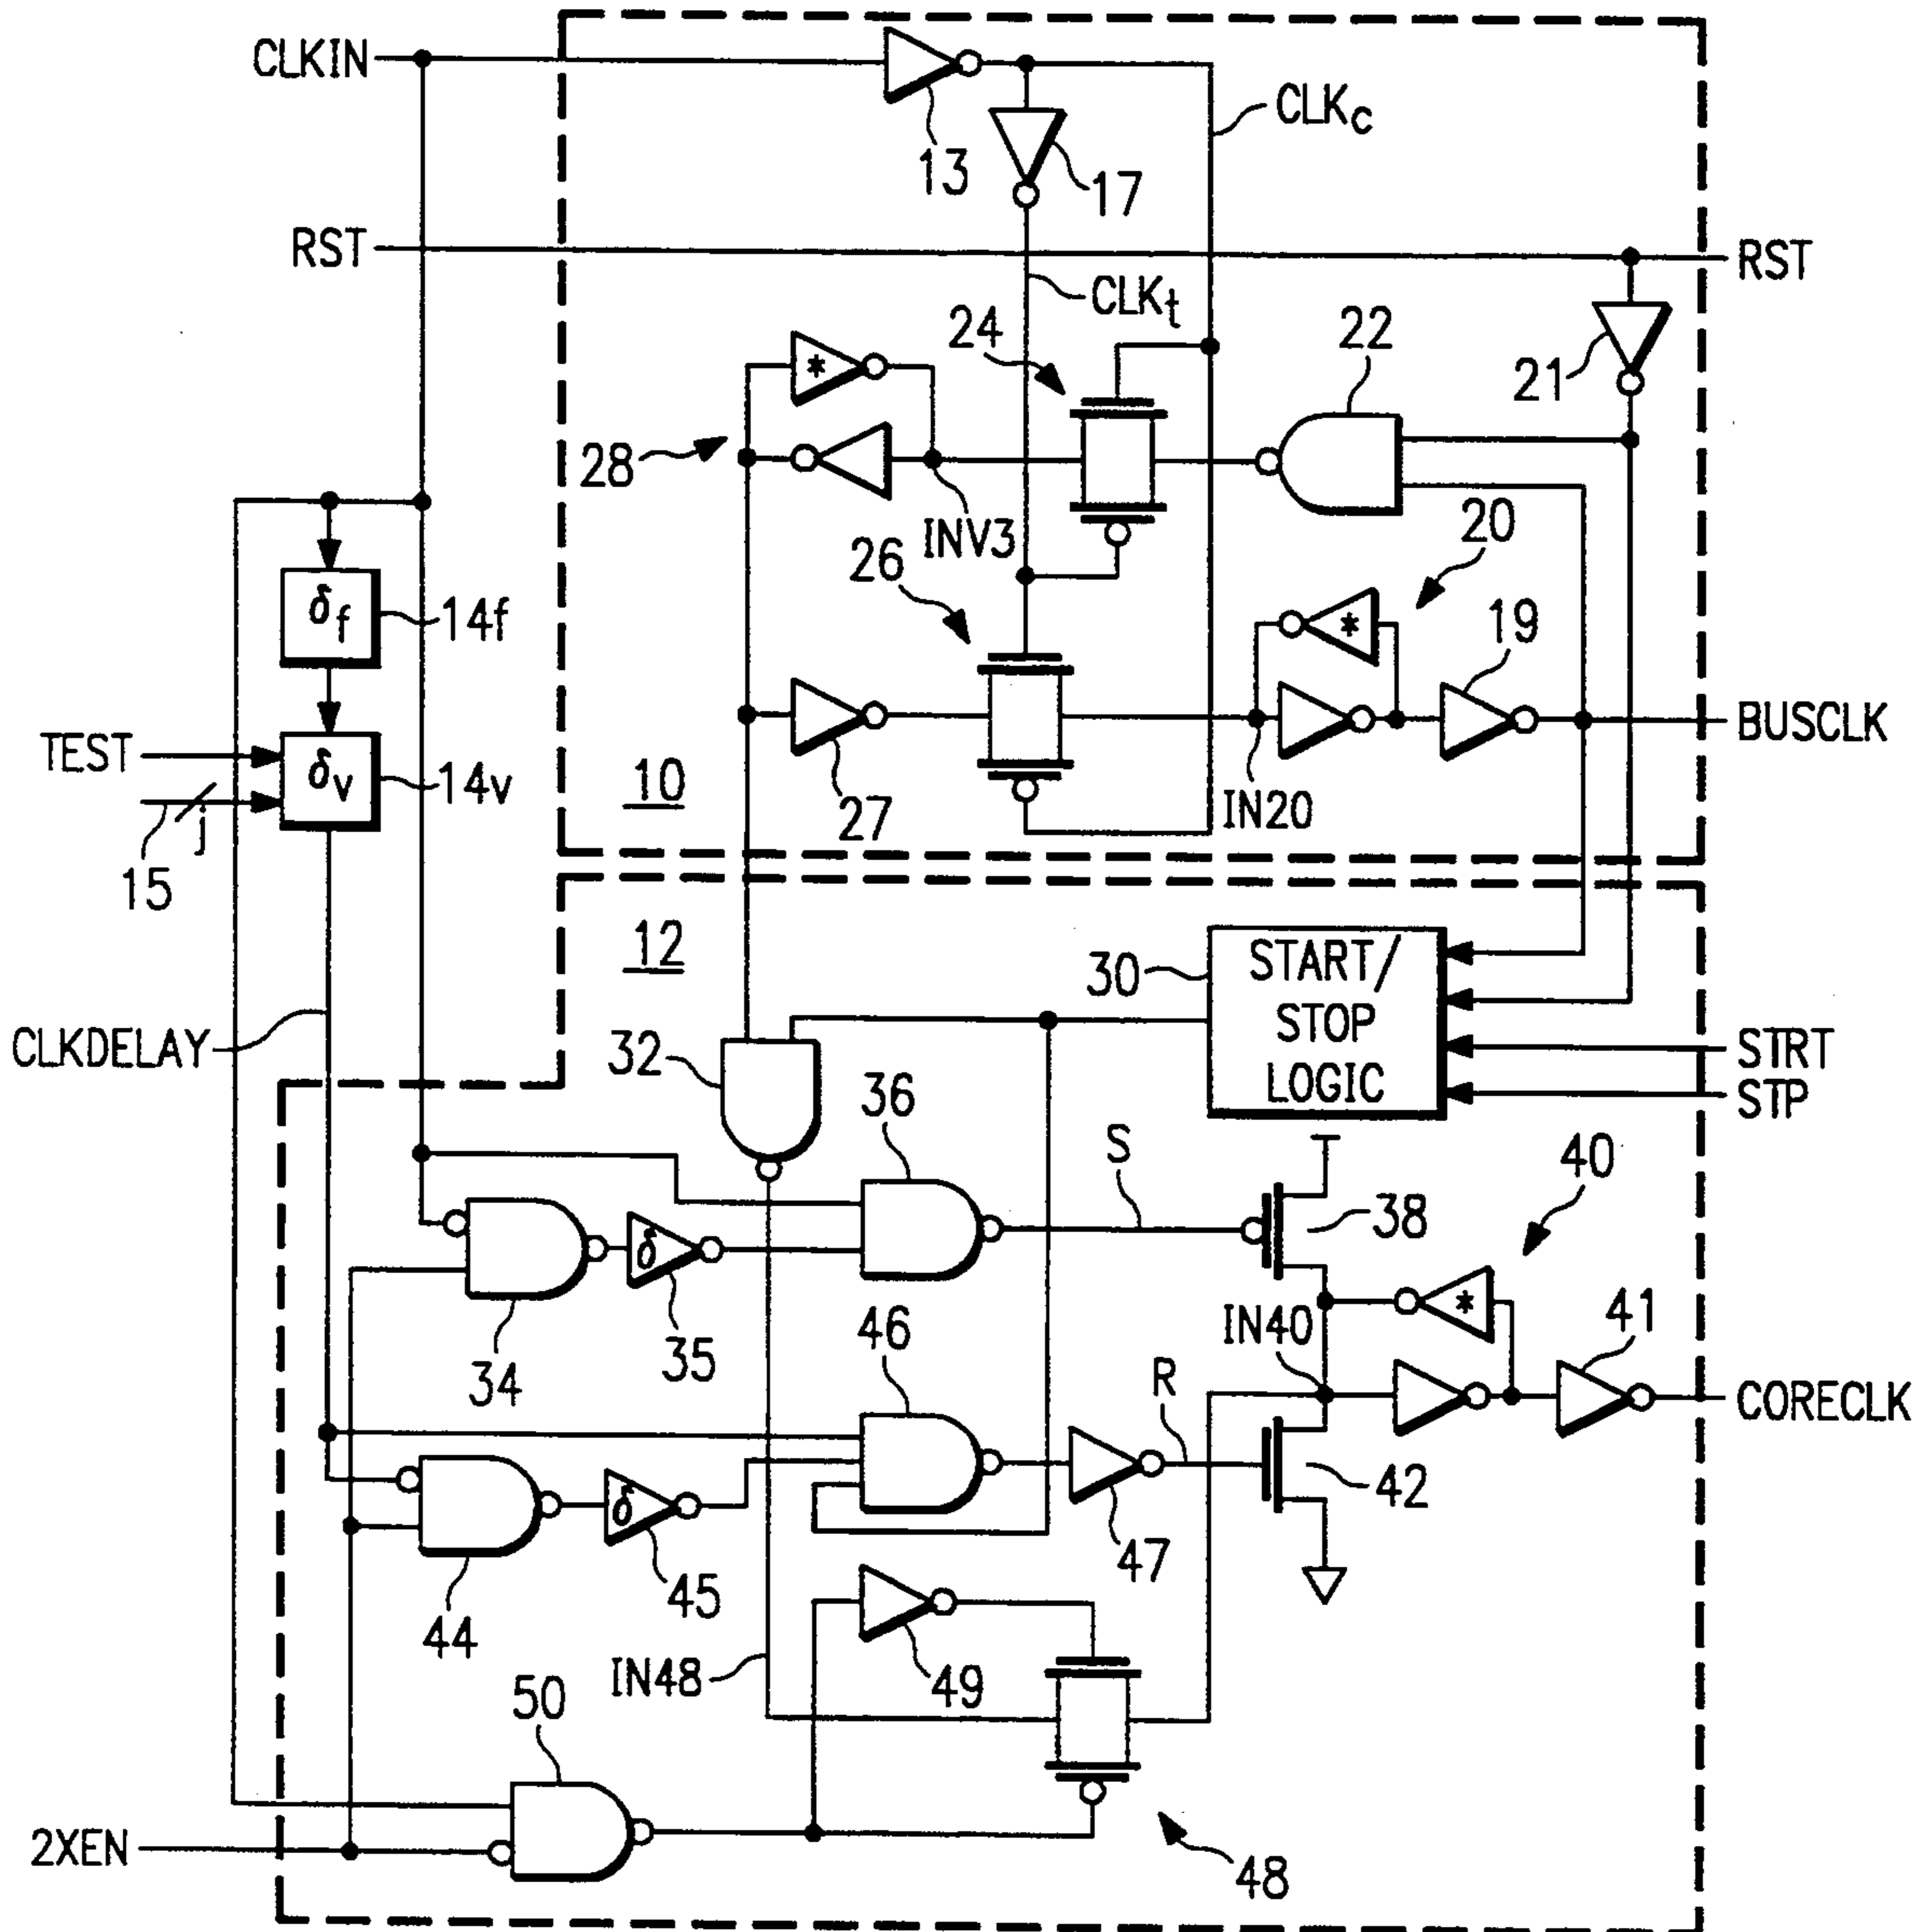 CLKIN
CLKc
13
17
RST
RST
CLKt
24
22
21
*
28
INV3
20
26
δf
14f
*
19
TEST
δv
14v
10
27
IN20
BUSCLK
15
j
12
30
START/
STOP
LOGIC
CLKDELAY
32
STRT
STP
36
S
40
38
δ
34
35
46
IN40
*
41
R
CORECLK
δ
42
44
45
47
IN48
49
50
2XEN
48